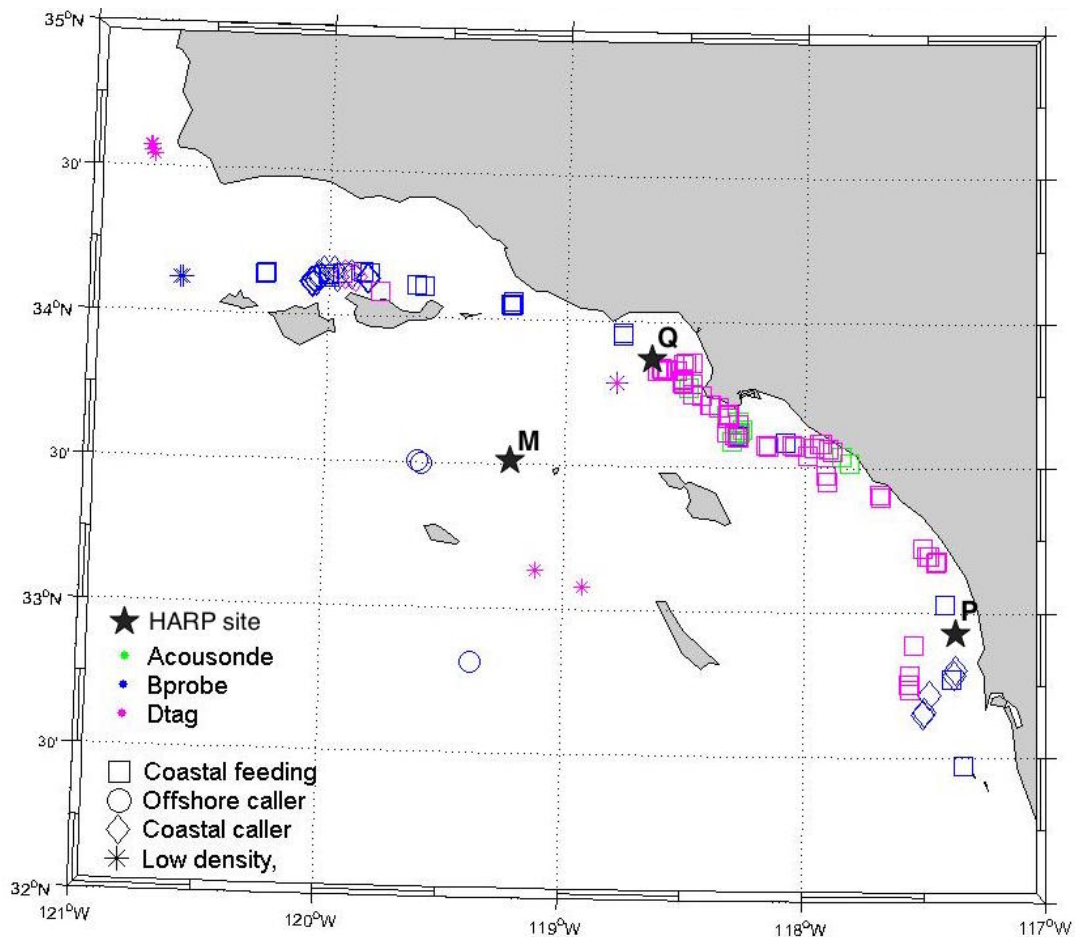 35°N
30'
34°N
30'
33°N
30'
32°N
121°W
120°W
119°W
118°W
117°W
Q
M
P
HARP site
Acousonde
Bprobe
Dtag
Coastal feeding
Offshore caller
Coastal caller
Low density,